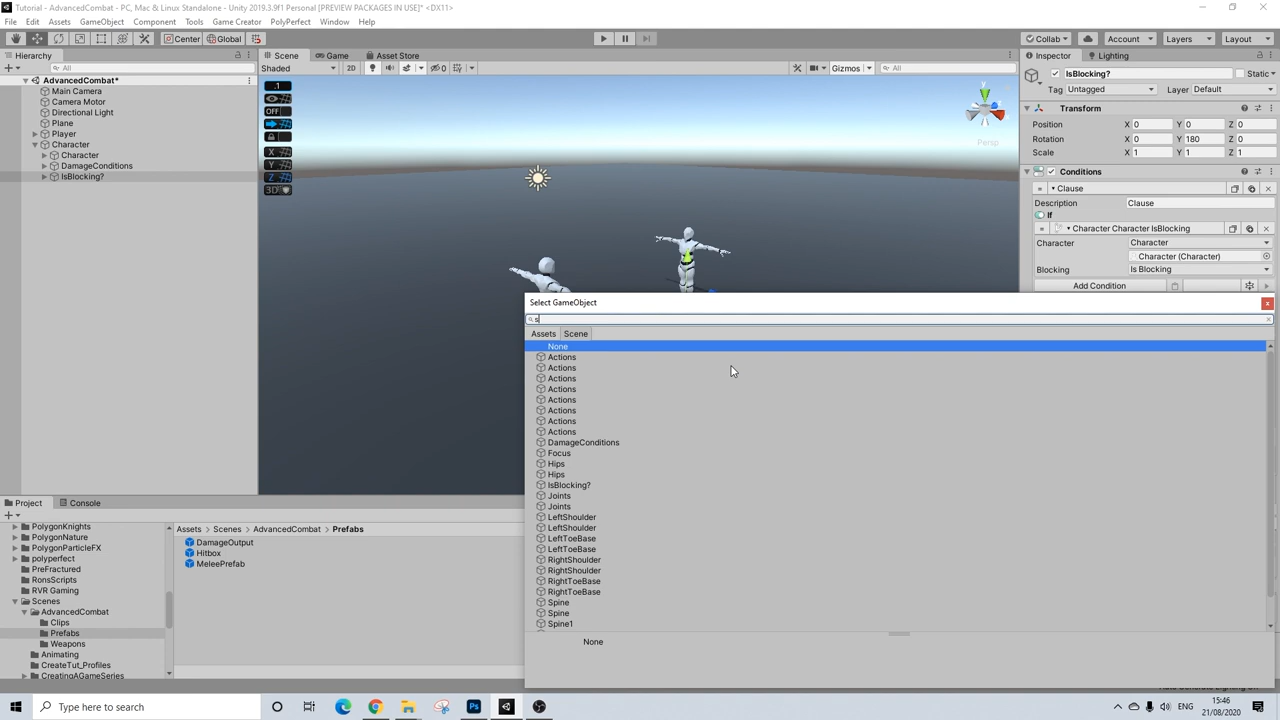 Tutorial - AdvancedCombat - PC, Mac & Linux Standalone - Unity 2019.3.9f1 Personal [PREVIEW PACKAGES IN USE]* <DX11>
File Edit Assets GameObject Component Tools Game Creator PolyPerfect Window Help
Center Global Collab Account Layers Layout
Hierarchy Scene Game Asset Store Inspector Lighting
All Shaded 2D 0 Gizmos All IsBlocking? Static
AdvancedCombat*
Tag Untagged Layer Default
Main Camera
Camera Motor
Directional Light
Plane
Player
Character
Character
DamageConditions
IsBlocking?
.1
OFF
X
Y
Z
3D
y
x
Persp
Transform
Position X 0 Y 0 Z 0
Rotation X 0 Y 180 Z 0
Scale X 1 Y 1 Z 1
Conditions
Clause
Description Clause
If
Character Character IsBlocking
Character Character
Character (Character)
Blocking Is Blocking
Add Condition
Select GameObject
s
Assets Scene
None
Actions
Actions
Actions
Actions
Actions
Actions
Actions
Actions
DamageConditions
Focus
Hips
Hips
IsBlocking?
Joints
Joints
LeftShoulder
LeftShoulder
LeftToeBase
LeftToeBase
RightShoulder
RightShoulder
RightToeBase
RightToeBase
Spine
Spine
Spine1
None
Project Console
PolygonKnights
PolygonNature
PolygonParticleFX
polyperfect
PreFractured
RonsScripts
RVR Gaming
Scenes
AdvancedCombat
Clips
Prefabs
Weapons
Animating
CreateTut_Profiles
CreatingAGameSeries
Assets > Scenes > AdvancedCombat > Prefabs
DamageOutput
Hitbox
MeleePrefab
Type here to search
ENG
15:46
21/08/2020